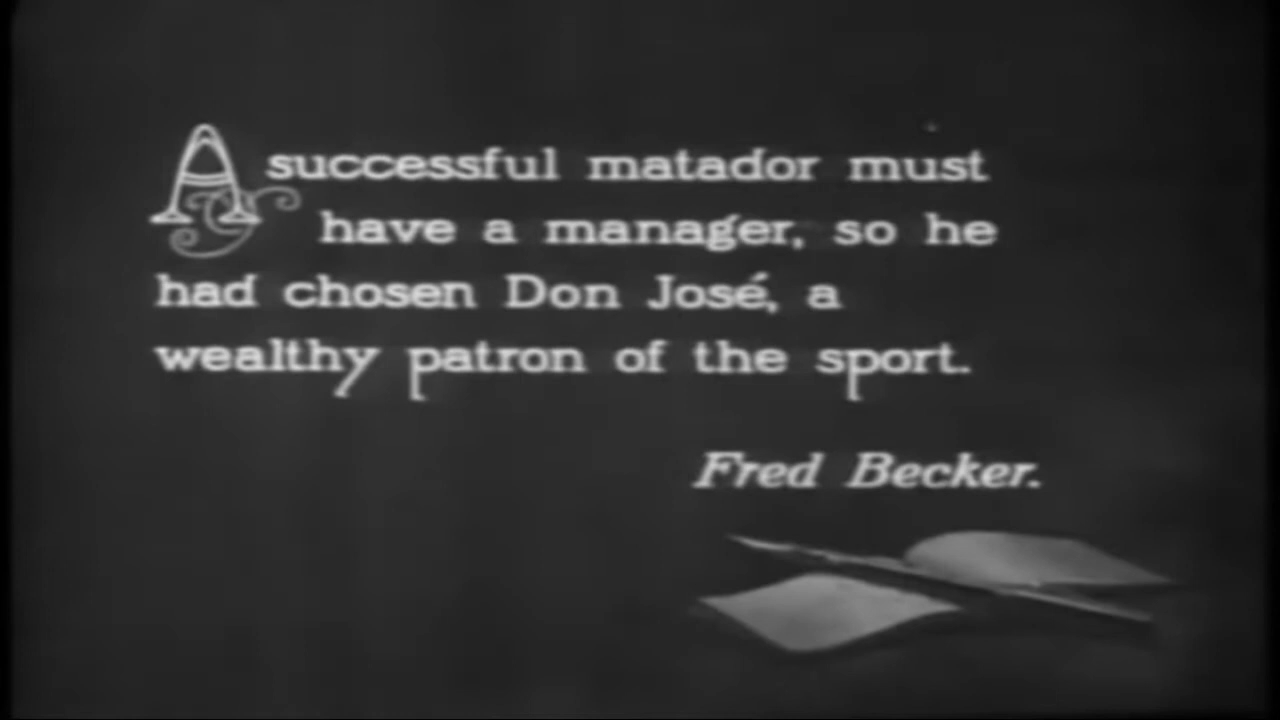 A successful matador must
have a manager, so he
had chosen Don José, a
wealthy patron of the sport.
Fred Becker.